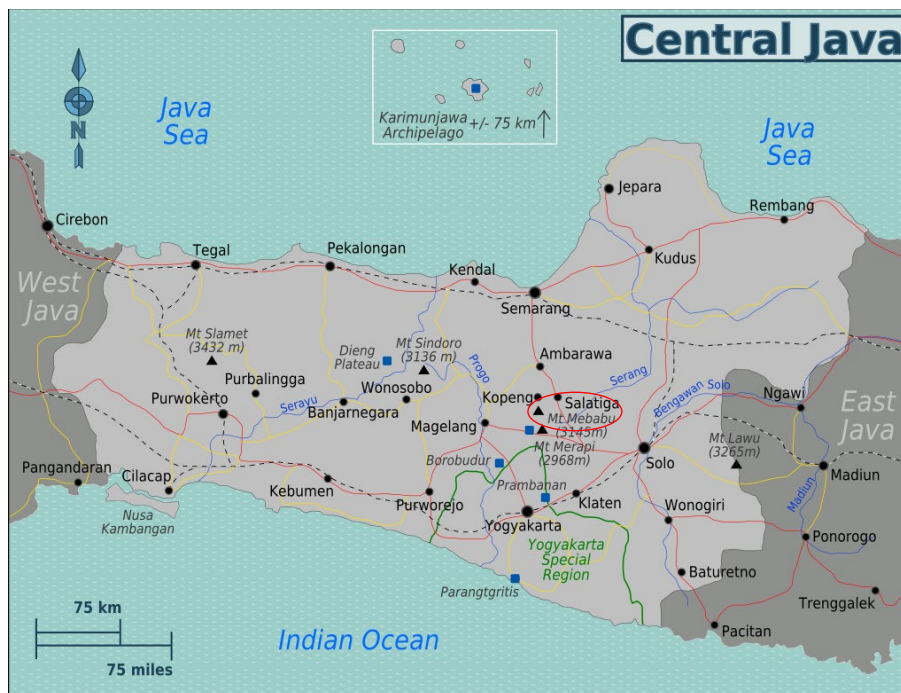 Central Java
N
Java
Sea
Karimunjawa
Archipelago
+/- 75 km
Java
Sea
Jepara
Rembang
Cirebon
Tegal
Pekalongan
Kudus
Kendal
Semarang
West
Java
Mt Slamet
(3432 m)
Dieng
Plateau
Mt Sindoro
(3136 m)
Progo
Ambarawa
Serang
Purbalingga
Wonosobo
Kopeng
Salatiga
Bengawan Solo
Ngawi
East
Java
Purwokerto
Serayu
Banjarnegara
Magelang
Mt Mebabu
(3145m)
Mt Merapi
(2968m)
Mt Lawu
(3265m)
Solo
Madiun
Pangandaran
Cilacap
Borobudur
Kebumen
Prambanan
Klaten
Madiun
Nusa
Kambangan
Purworejo
Yogyakarta
Wonogiri
Ponorogo
Yogyakarta
Special
Region
Baturetno
Parangtgritis
Trenggalek
75 km
75 miles
Indian Ocean
Pacitan